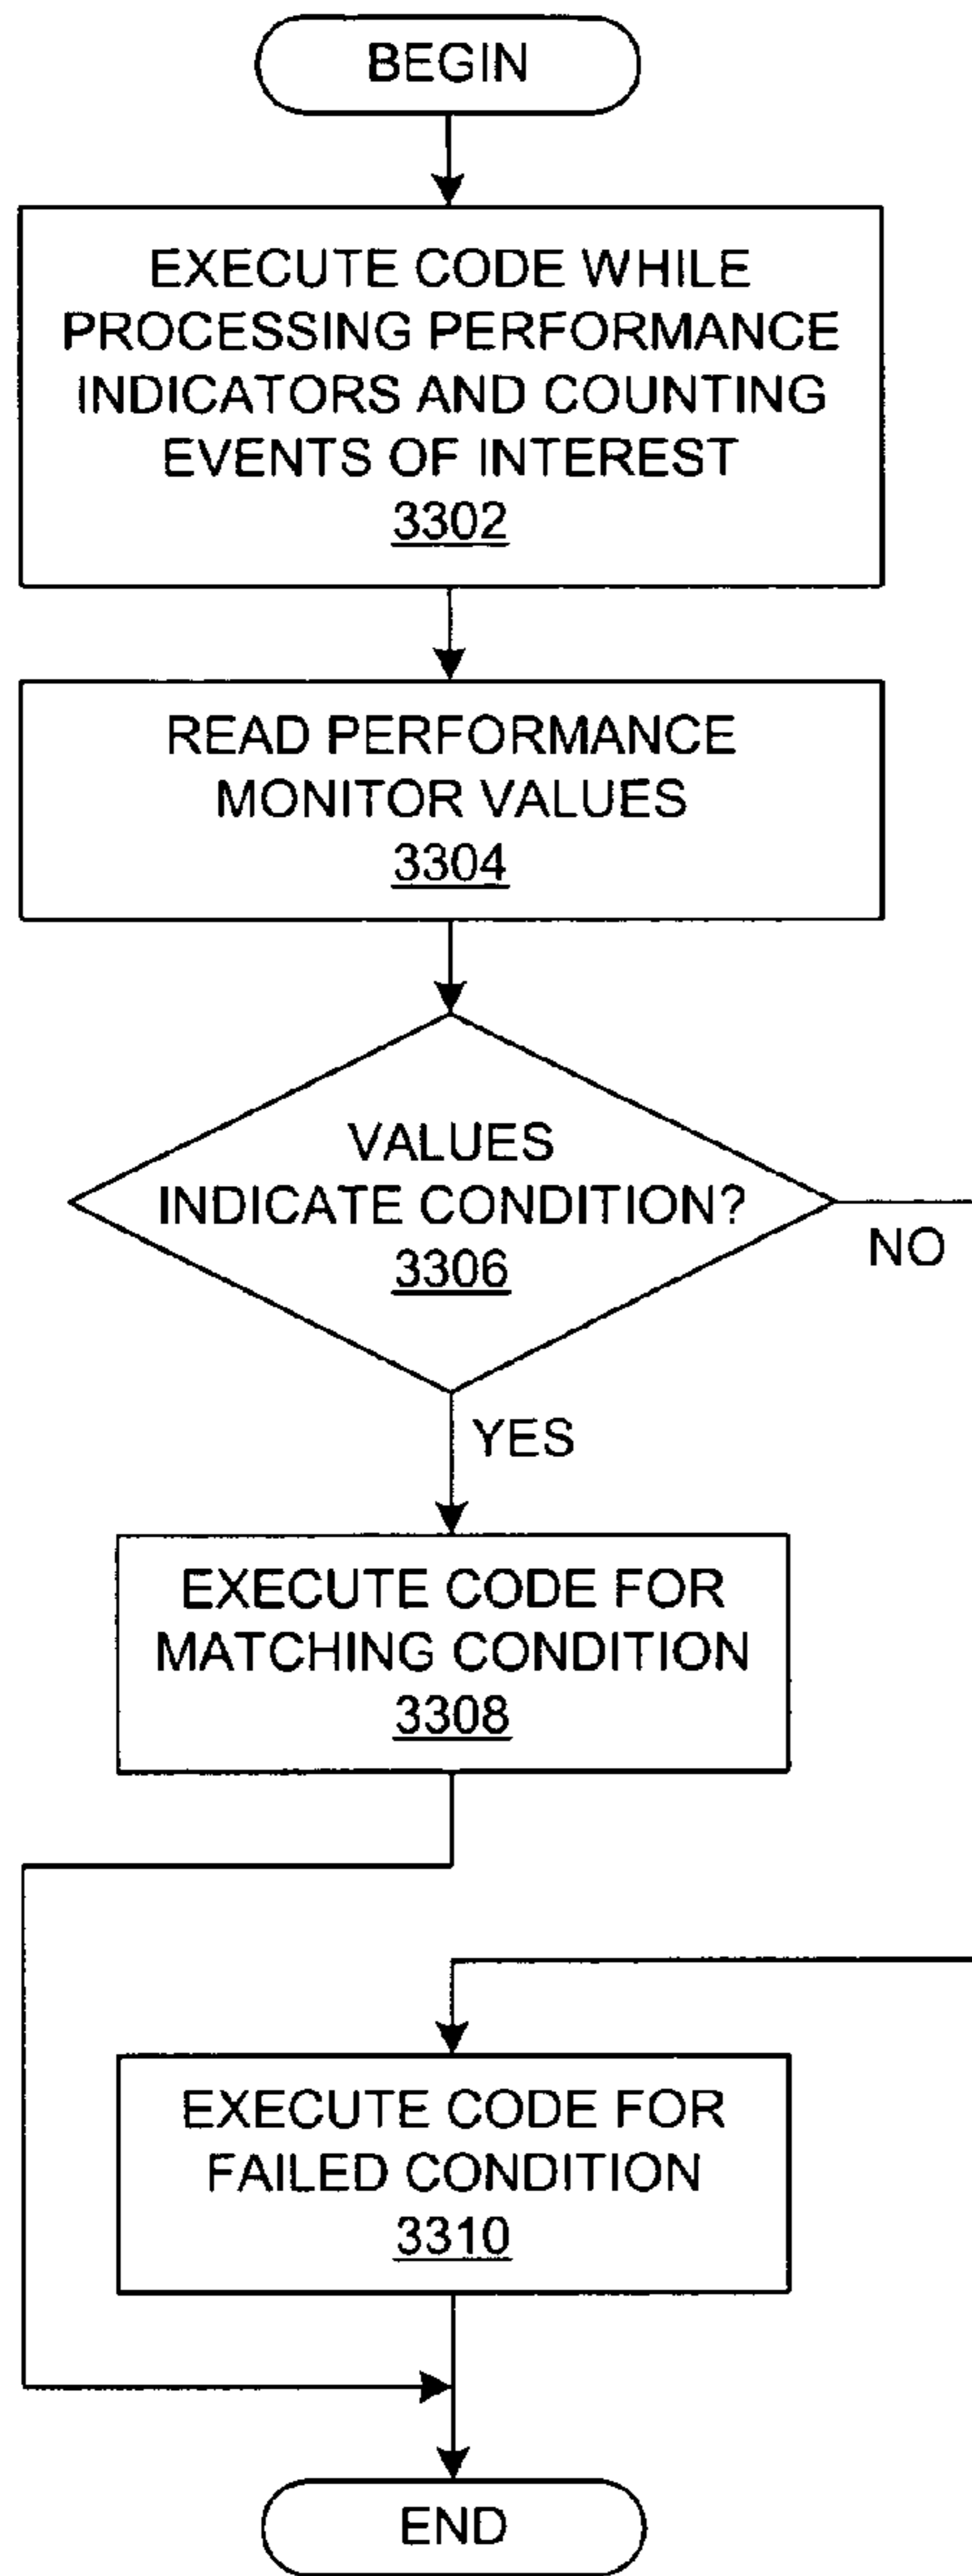 BEGIN
EXECUTE CODE WHILE
PROCESSING PERFORMANCE
INDICATORS AND COUNTING
EVENTS OF INTEREST
3302
READ PERFORMANCE
MONITOR VALUES
3304
VALUES
INDICATE CONDITION?
3306
NO
YES
EXECUTE CODE FOR
MATCHING CONDITION
3308
EXECUTE CODE FOR
FAILED CONDITION
3310
END